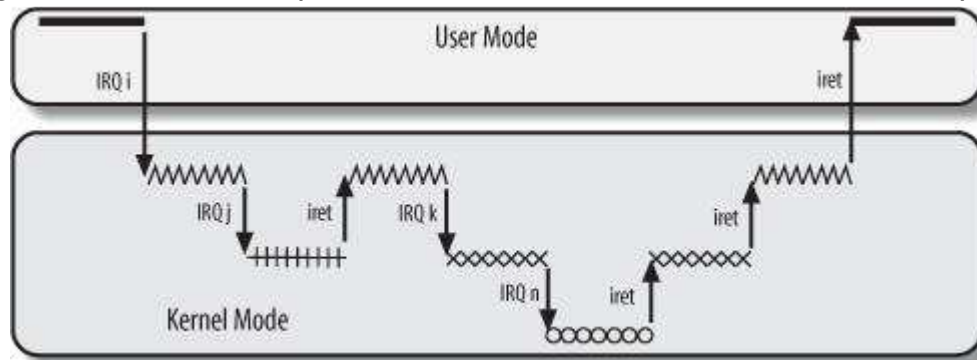 User Mode
IRQ i
iret
IRQ j
iret
IRQ k
iret
IRQ n
iret
Kernel Mode